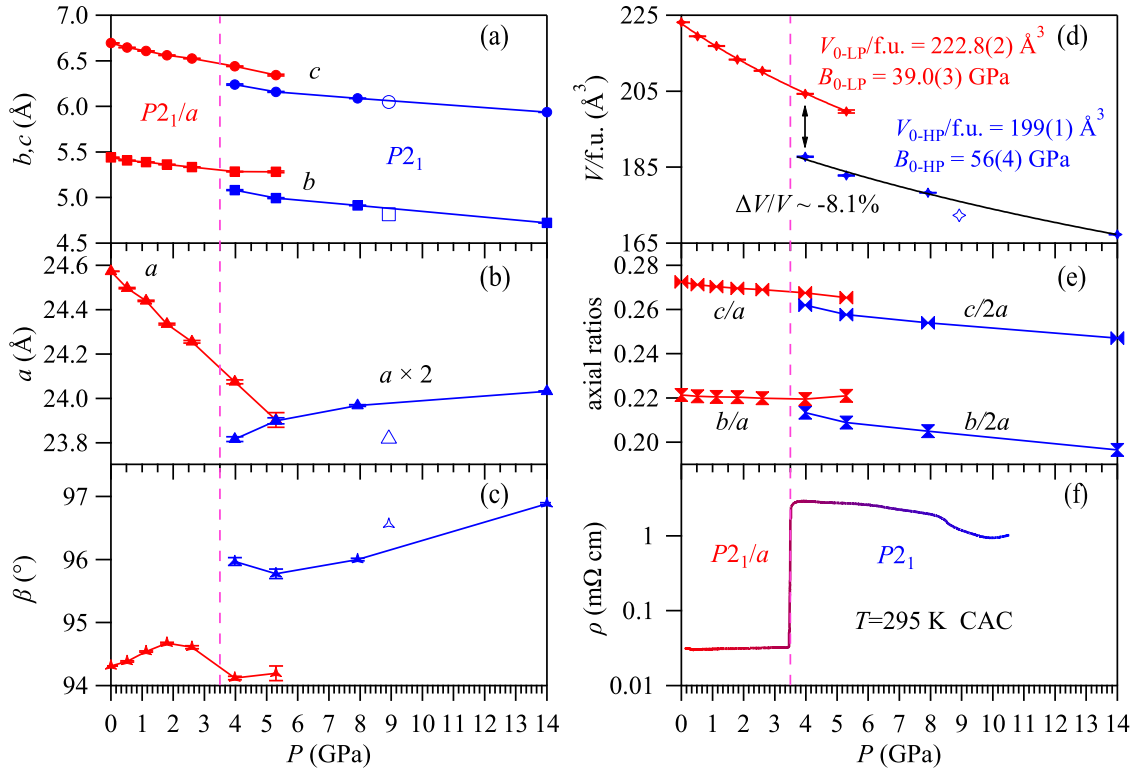 7.0
6.5
6.0
5.5
5.0
4.5
b,c (Å)
(a)
c
P2₁/a
P2₁
b
24.6
24.4
24.2
24.0
23.8
a (Å)
a
(b)
a × 2
97
96
95
94
β (°)
(c)
0 1 2 3 4 5 6 7 8 9 10 11 12 13 14
P (GPa)
225
205
185
165
V/f.u. (Å³)
(d)
V₀₋LP/f.u. = 222.8(2) Å³
B₀₋LP = 39.0(3) GPa
V₀₋HP/f.u. = 199(1) Å³
B₀₋HP = 56(4) GPa
ΔV/V ~ -8.1%
0.28
0.26
0.24
0.22
0.20
axial ratios
(e)
c/a
c/2a
b/a
b/2a
1
0.1
0.01
ρ (mΩ cm)
(f)
P2₁/a
P2₁
T=295 K CAC
0 1 2 3 4 5 6 7 8 9 10 11 12 13 14
P (GPa)